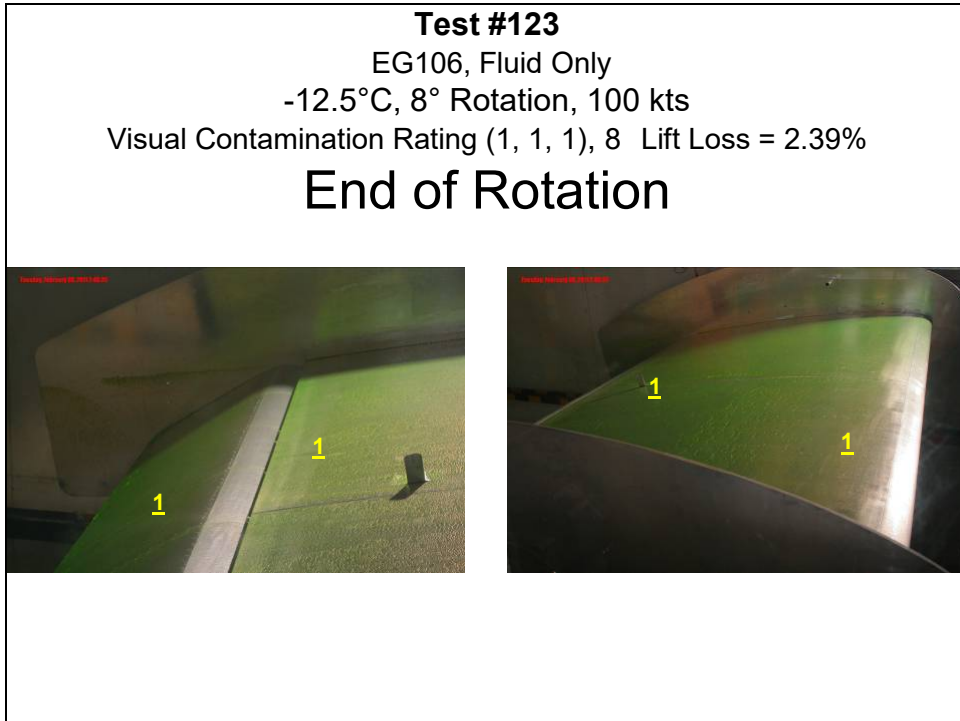 Test #123
EG106, Fluid Only
-12.5°C, 8° Rotation, 100 kts
Visual Contamination Rating (1, 1, 1), 8 Lift Loss = 2.39%
End of Rotation
1
1
1
1